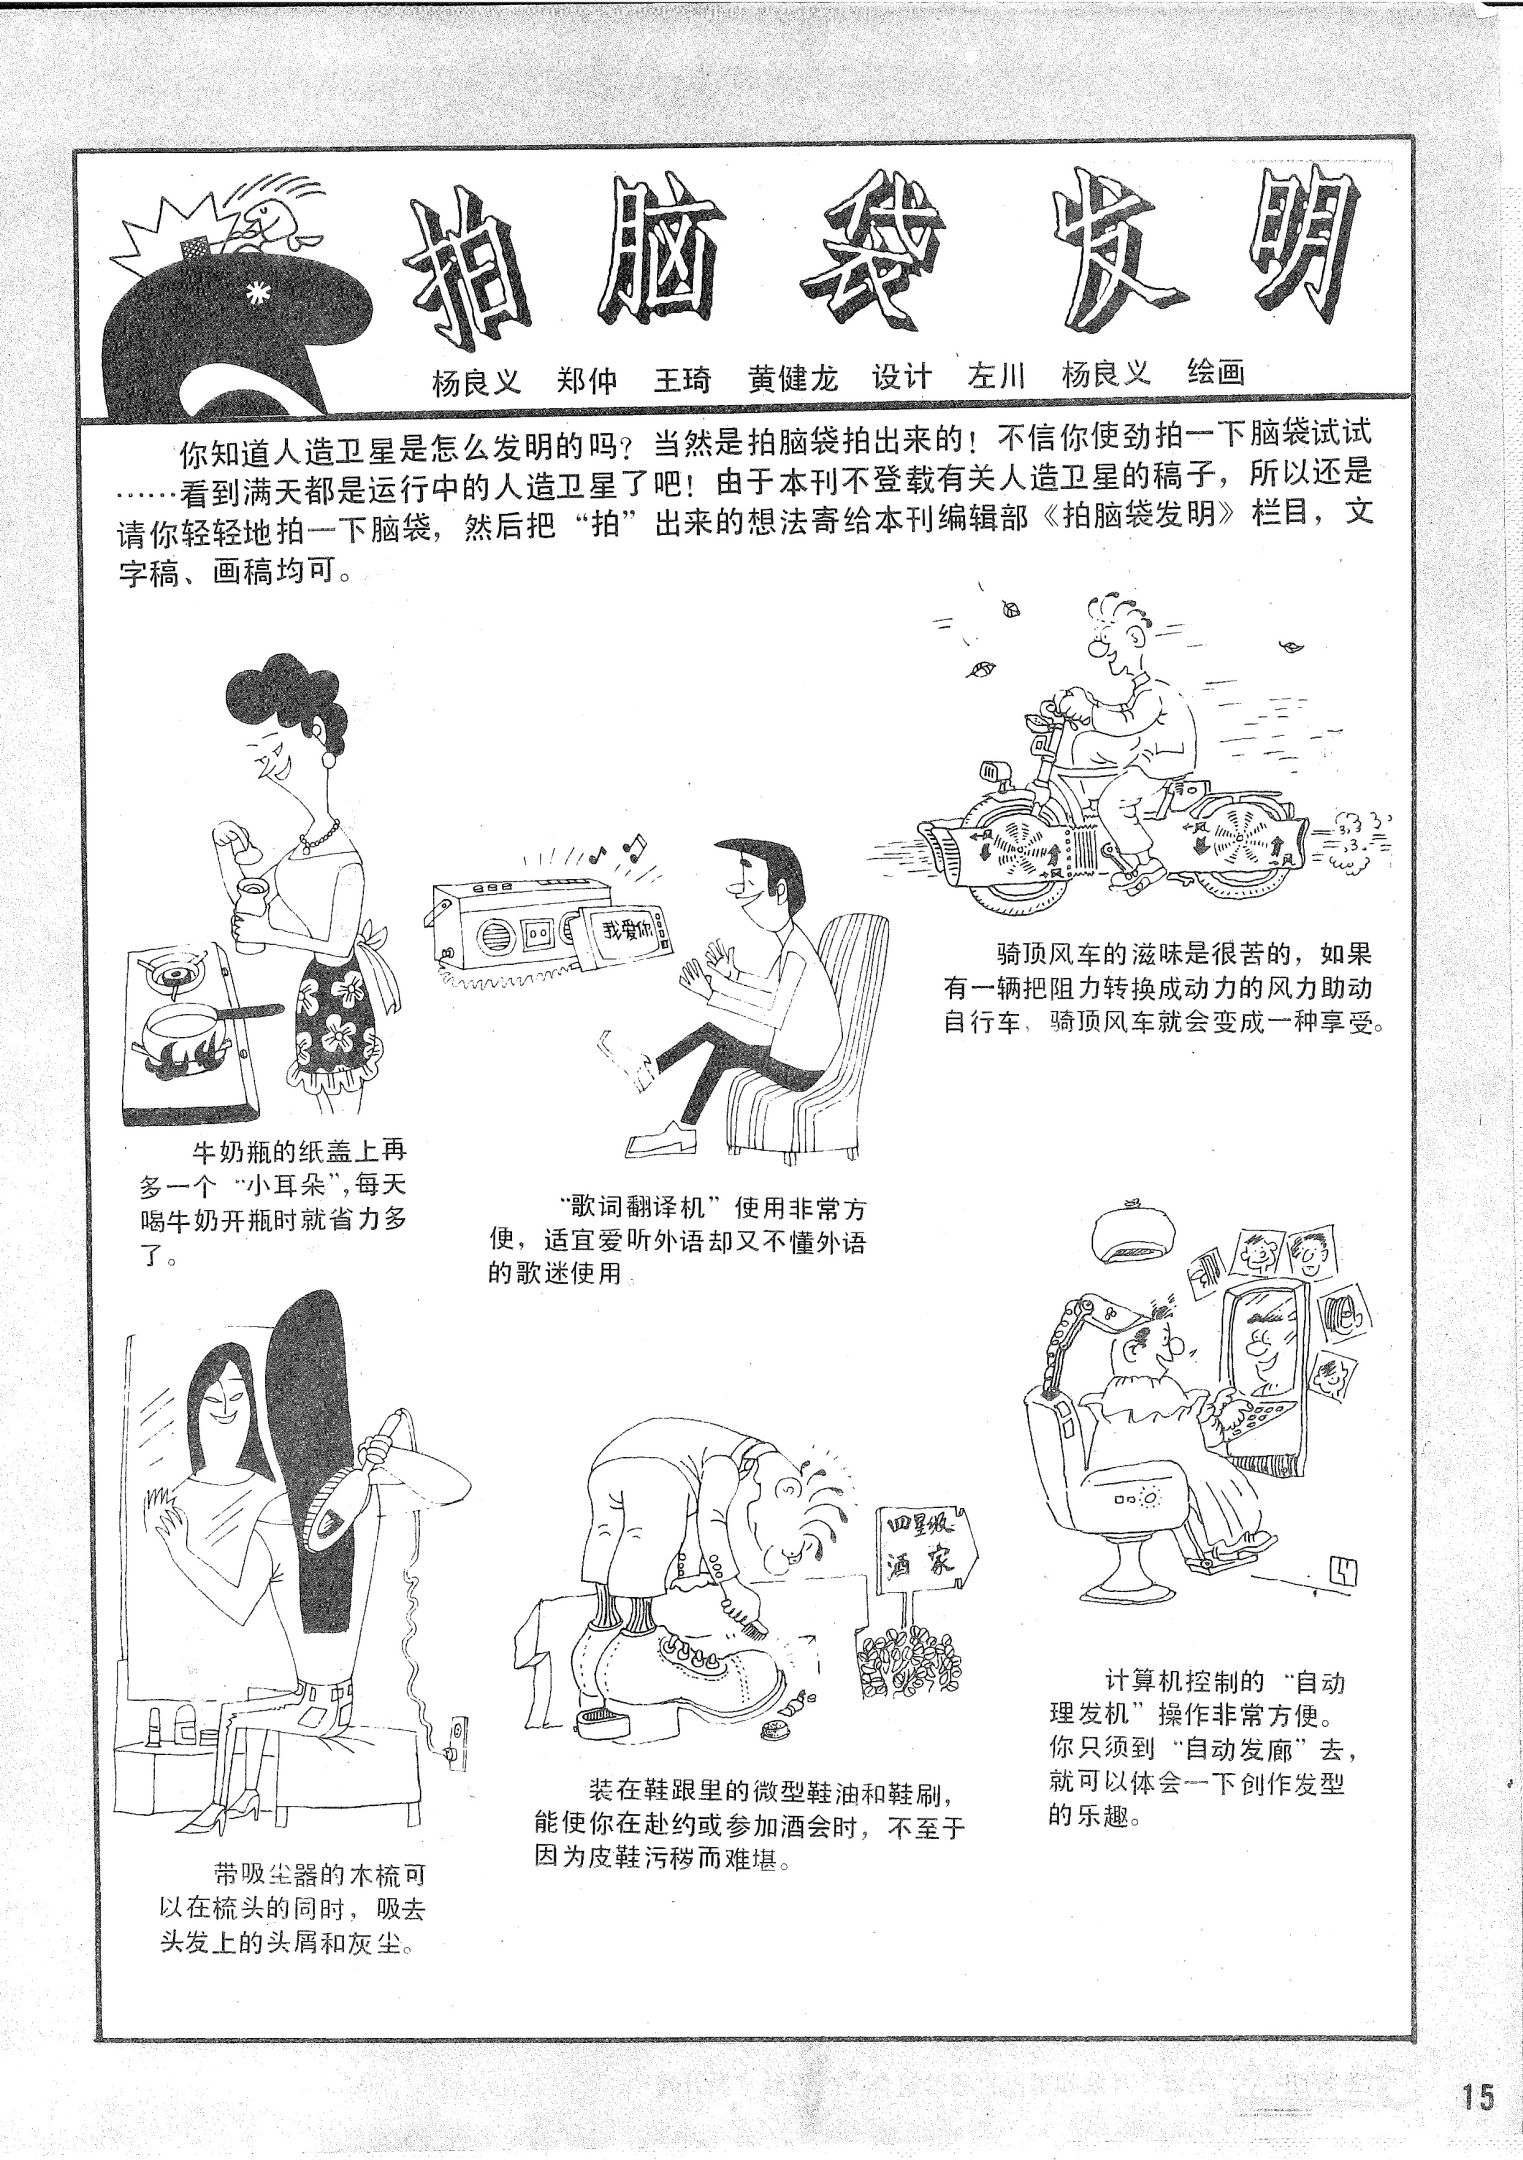 拍脑袋发明
杨良义 郑仲 王琦 黄健龙 设计 左川 杨良义 绘画
你知道人造卫星是怎么发明的吗？当然是拍脑袋拍出来的！不信你使劲拍一下脑袋试试
……看到满天都是运行中的人造卫星了吧！由于本刊不登载有关人造卫星的稿子，所以还是
请你轻轻地拍一下脑袋，然后把“拍”出来的想法寄给本刊编辑部《拍脑袋发明》栏目，文
字稿、画稿均可。
牛奶瓶的纸盖上再
多一个“小耳朵”，每天
喝牛奶开瓶时就省力多
了。
我爱你
“歌词翻译机”使用非常方
便，适宜爱听外语却又不懂外语
的歌迷使用。
风
风
风
风
骑顶风车的滋味是很苦的，如果
有一辆把阻力转换成动力的风力助动
自行车，骑顶风车就会变成一种享受。
带吸尘器的木梳可
以在梳头的同时，吸去
头发上的头屑和灰尘。
四星级
酒家
装在鞋跟里的微型鞋油和鞋刷，
能使你在赴约或参加酒会时，不至于
因为皮鞋污秽而难堪。
计算机控制的“自动
理发机”操作非常方便。
你只须到“自动发廊”去，
就可以体会一下创作发型
的乐趣。
15